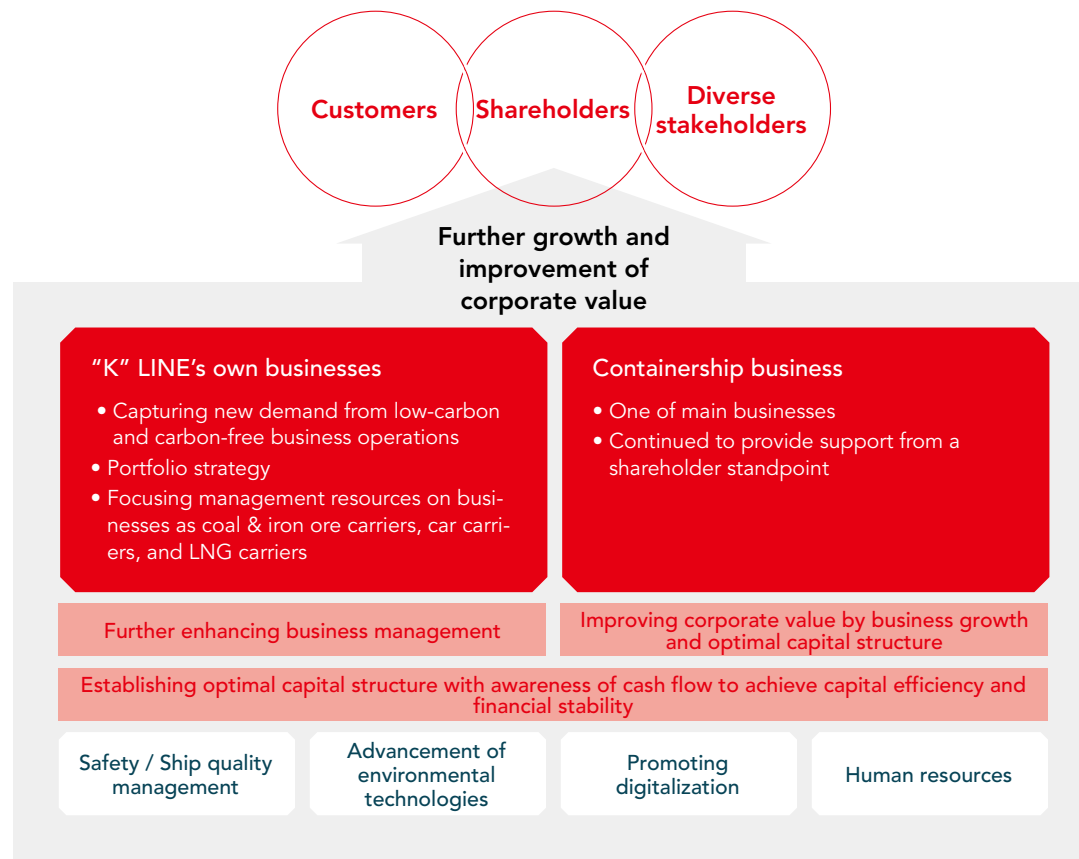 Customers
Shareholders
Diverse
stakeholders
Further growth and
improvement of
corporate value
“K” LINE’s own businesses
• Capturing new demand from low-carbon
and carbon-free business operations
• Portfolio strategy
• Focusing management resources on busi-
nesses as coal & iron ore carriers, car carri-
ers, and LNG carriers
Containership business
• One of main businesses
• Continued to provide support from a
shareholder standpoint
Further enhancing business management
Improving corporate value by business growth
and optimal capital structure
Establishing optimal capital structure with awareness of cash flow to achieve capital efficiency and
financial stability
Safety / Ship quality
management
Advancement of
environmental
technologies
Promoting
digitalization
Human resources